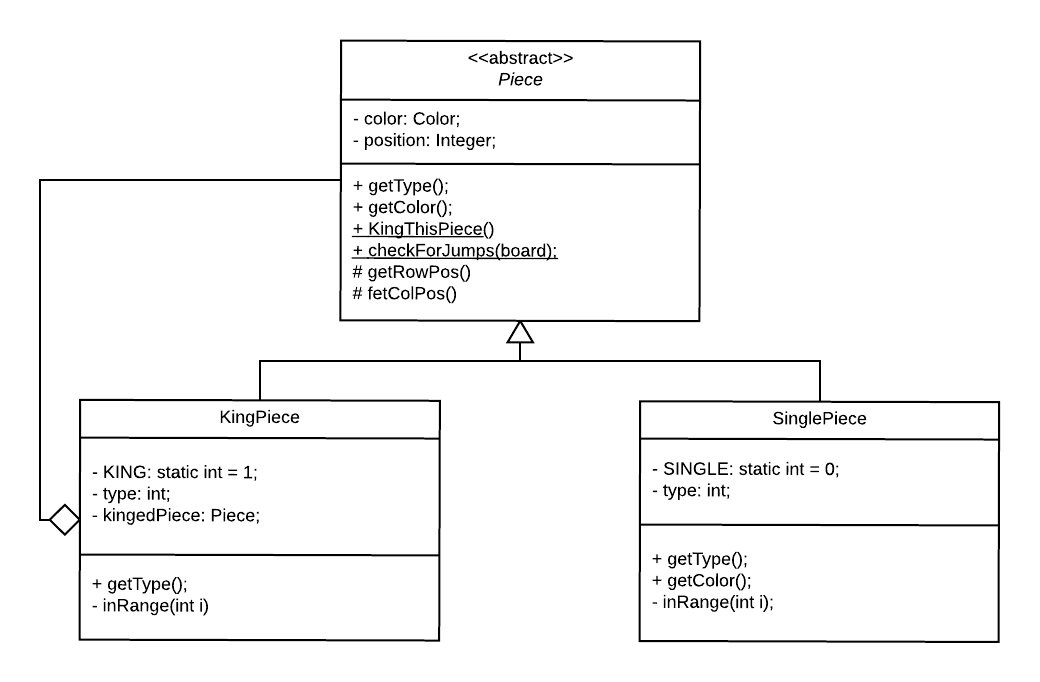 <<abstract>>
Piece
- color: Color;
- position: Integer;
+ getType();
+ getColor();
+ KingThisPiece()
+ checkForJumps(board);
# getRowPos()
# fetColPos()
KingPiece
- KING: static int = 1;
- type: int;
- kingedPiece: Piece;
+ getType();
- inRange(int i)
SinglePiece
- SINGLE: static int = 0;
- type: int;
+ getType();
+ getColor();
- inRange(int i);